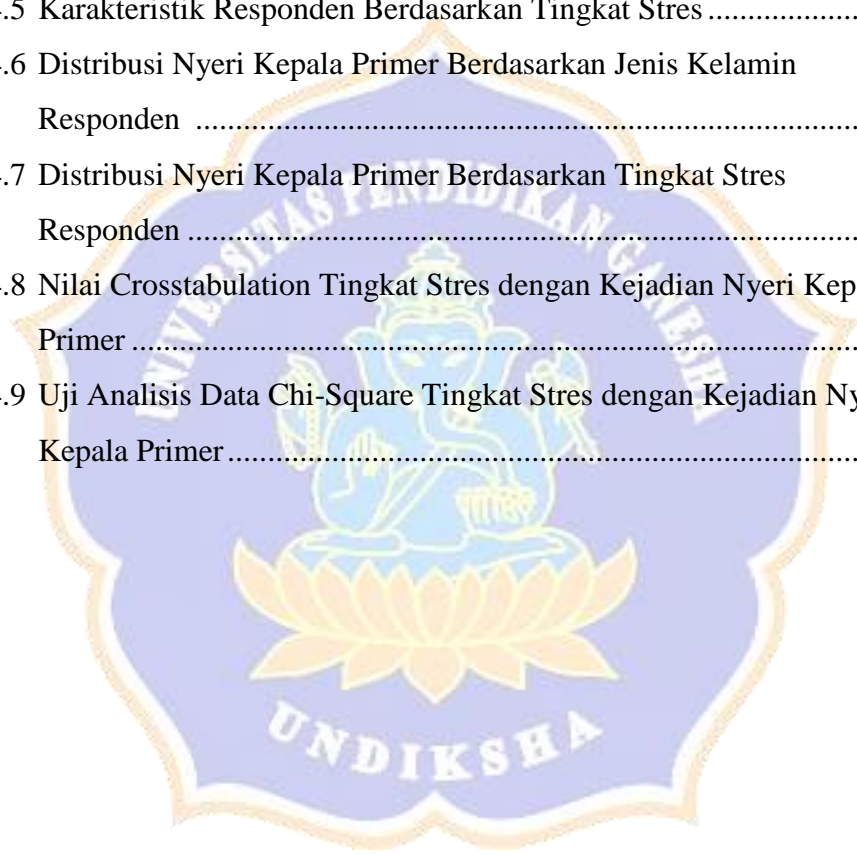 .5 Karakteristik Responden Berdasarkan Tingkat Stres ....................
.6 Distribusi Nyeri Kepala Primer Berdasarkan Jenis Kelamin
Responden ..........................................................................................
.7 Distribusi Nyeri Kepala Primer Berdasarkan Tingkat Stres
Responden ...........................................................................................
.8 Nilai Crosstabulation Tingkat Stres dengan Kejadian Nyeri Kep
Primer ..................................................................................................
.9 Uji Analisis Data Chi-Square Tingkat Stres dengan Kejadian Ny
Kepala Primer ......................................................................................
UNIVERSITAS PENDIDIKAN GANESHA
UNDIKSHA